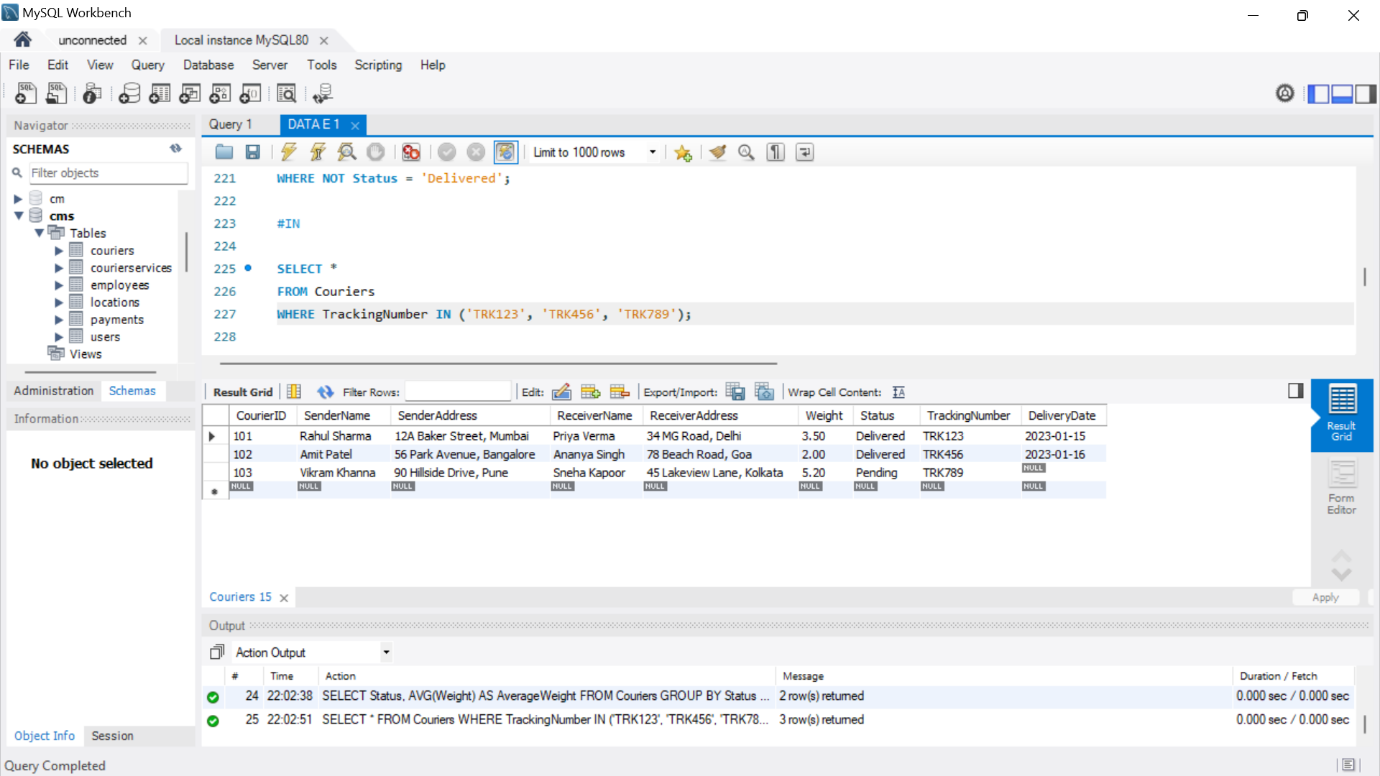 MySQL Workbench
unconnected
Local instance MySQL80
File Edit View Query Database Server Tools Scripting Help
Navigator
SCHEMAS
Filter objects
cm
cms
Tables
couriers
courierservices
employees
locations
payments
users
Views
Administration Schemas
Information
No object selected
Object Info Session
Query 1 DATA E 1
Limit to 1000 rows
221 WHERE NOT Status = 'Delivered';
222
223 #IN
224
225 SELECT *
226 FROM Couriers
227 WHERE TrackingNumber IN ('TRK123', 'TRK456', 'TRK789');
228
Result Grid Filter Rows: Edit: Export/Import: Wrap Cell Content:
CourierID SenderName SenderAddress ReceiverName ReceiverAddress Weight Status TrackingNumber DeliveryDate
101 Rahul Sharma 12A Baker Street, Mumbai Priya Verma 34 MG Road, Delhi 3.50 Delivered TRK123 2023-01-15
102 Amit Patel 56 Park Avenue, Bangalore Ananya Singh 78 Beach Road, Goa 2.00 Delivered TRK456 2023-01-16
103 Vikram Khanna 90 Hillside Drive, Pune Sneha Kapoor 45 Lakeview Lane, Kolkata 5.20 Pending TRK789 NULL
NULL NULL NULL NULL NULL NULL NULL NULL NULL
Result
Grid
Form
Editor
Couriers 15
Apply
Output
Action Output
# Time Action Message Duration / Fetch
24 22:02:38 SELECT Status, AVG(Weight) AS AverageWeight FROM Couriers GROUP BY Status ... 2 row(s) returned 0.000 sec / 0.000 sec
25 22:02:51 SELECT * FROM Couriers WHERE TrackingNumber IN ('TRK123', 'TRK456', 'TRK78... 3 row(s) returned 0.000 sec / 0.000 sec
Query Completed